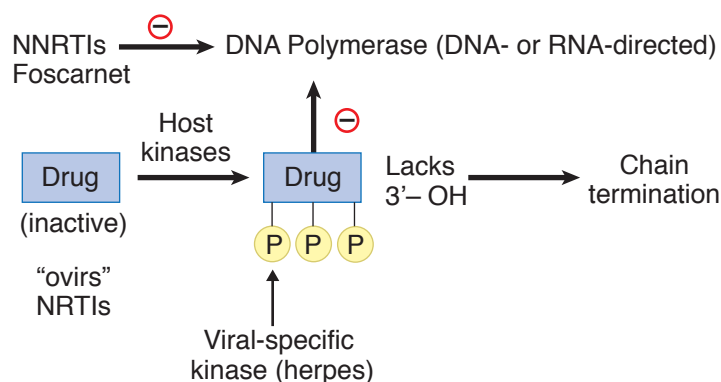 NNRTIs
Foscarnet
−
DNA Polymerase (DNA- or RNA-directed)
−
Host
kinases
Drug
(inactive)
Drug
Lacks
3’– OH
Chain
termination
P P P
“ovirs”
NRTIs
Viral-specific
kinase (herpes)